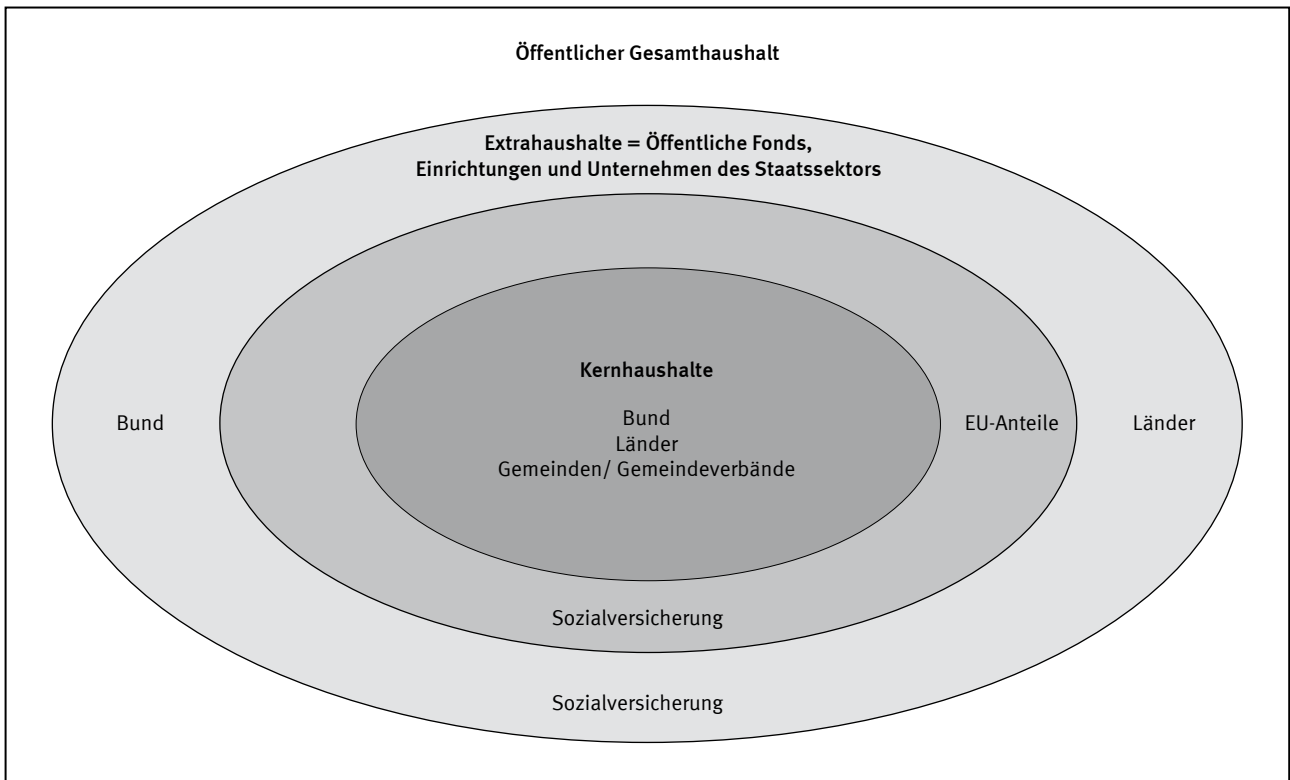 Öffentlicher Gesamthaushalt
Extrahaushalte = Öffentliche Fonds,
Einrichtungen und Unternehmen des Staatssektors
Kernhaushalte
Bund
Länder
Gemeinden/ Gemeindeverbände
Bund
EU-Anteile
Länder
Sozialversicherung
Sozialversicherung